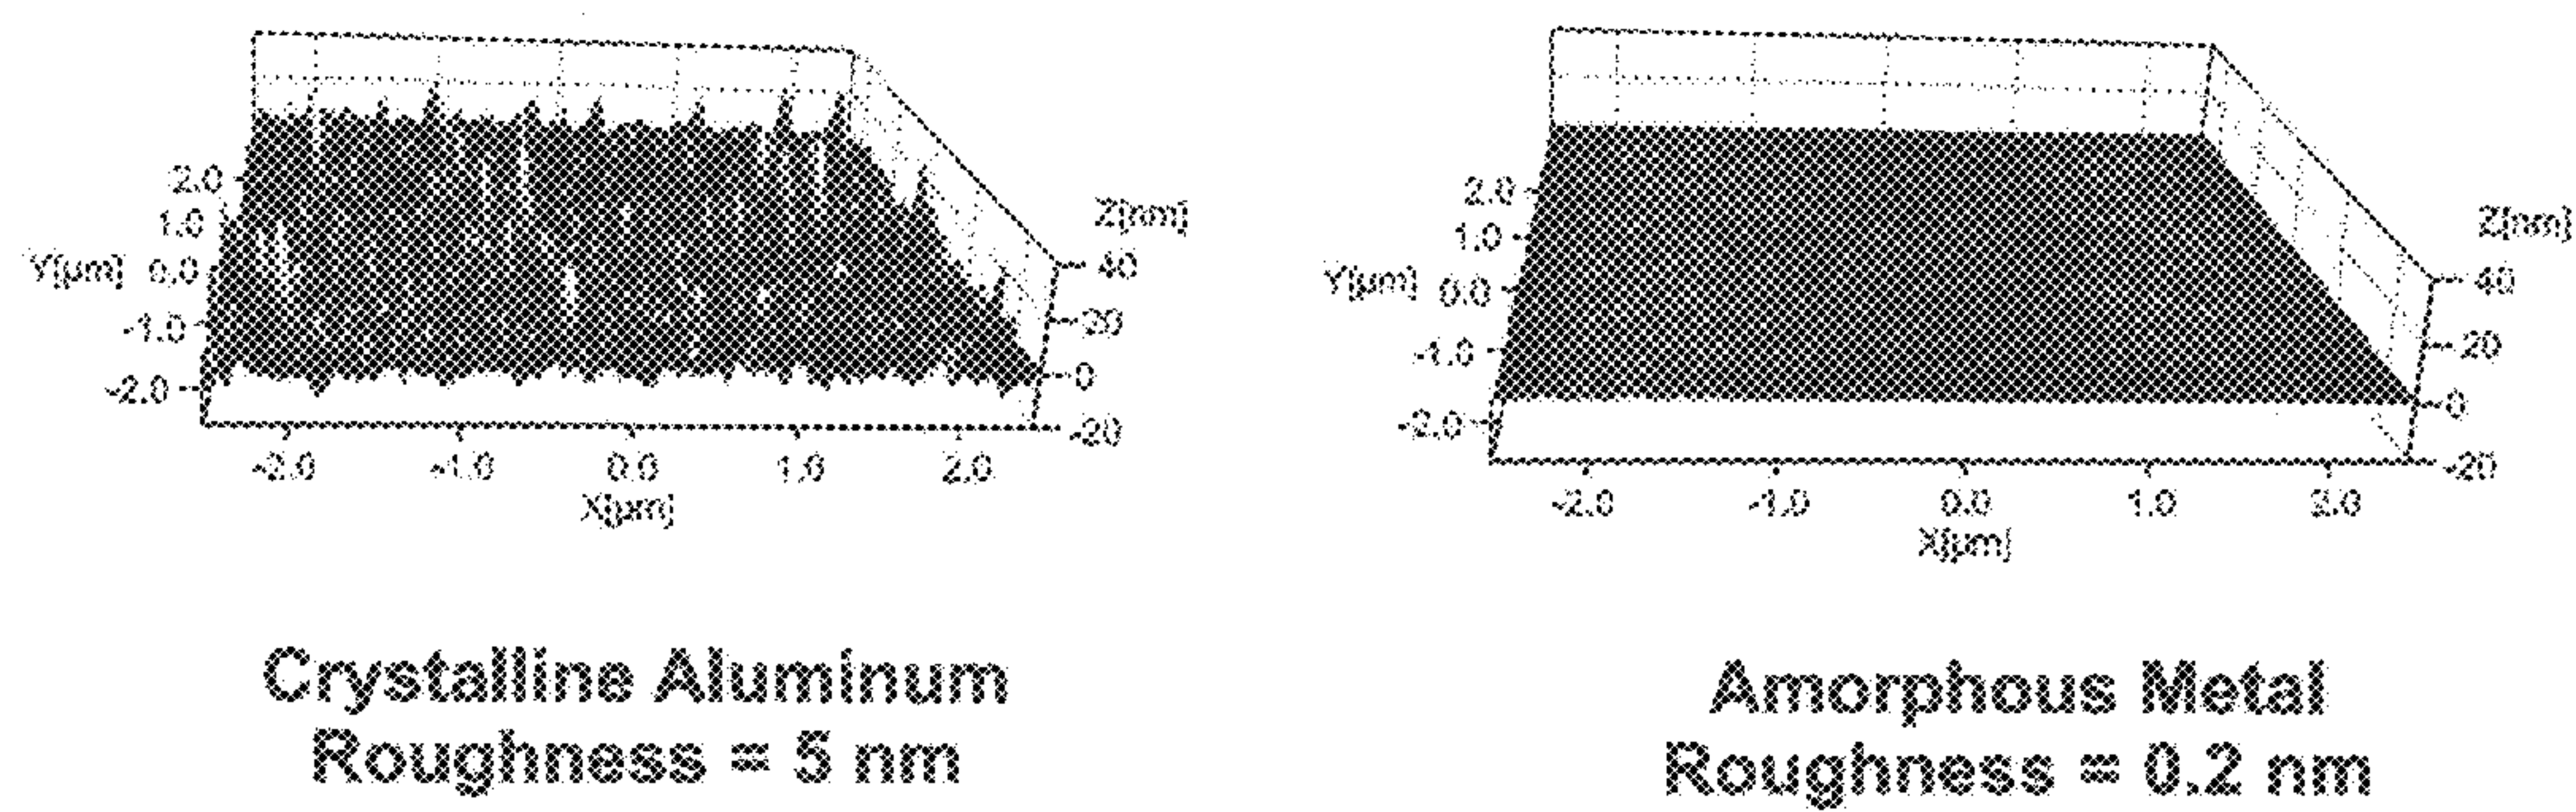 Z[nm]
40
20
0
-20
2.0
1.0
Y[µm] 0.0
-1.0
-2.0
-2.0 -1.0 0.0 1.0 2.0
X[µm]
Crystalline Aluminum
Roughness = 5 nm
Z[nm]
40
20
0
-20
2.0
1.0
Y[µm] 0.0
-1.0
-2.0
-2.0 -1.0 0.0 1.0 2.0
X[µm]
Amorphous Metal
Roughness = 0.2 nm